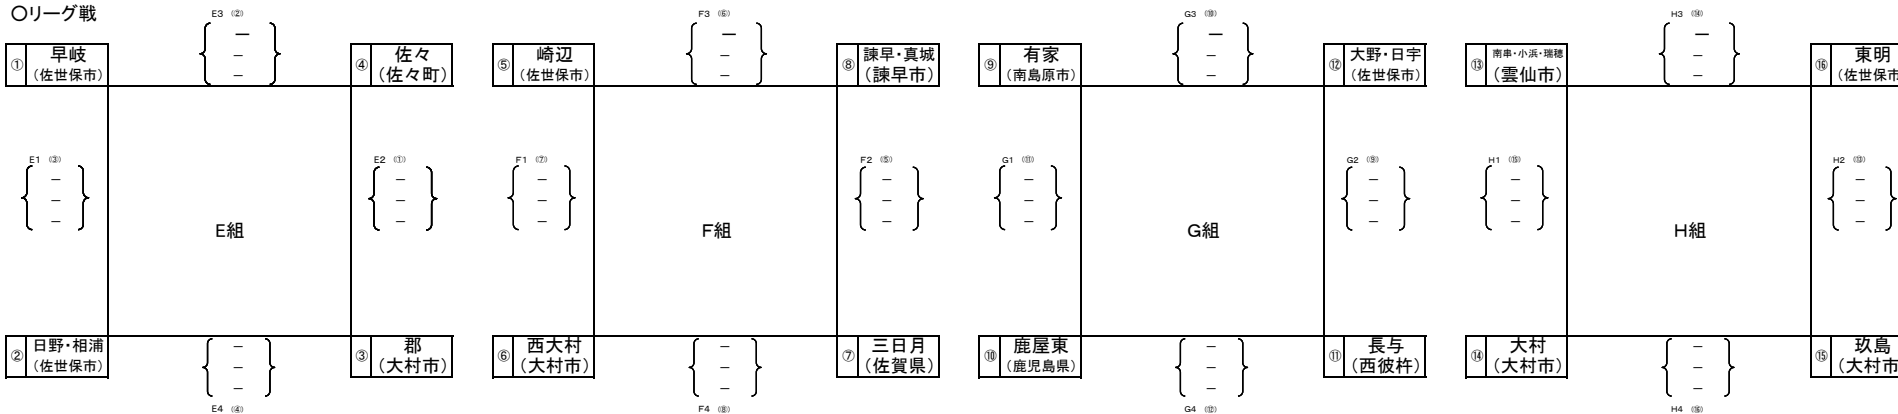 〇リーグ戦
E3 (②)
F3 (⑥)
G3 (⑩)
H3 (⑭)
① 早岐 (佐世保市)
－
－
－
④ 佐々 (佐々町)
⑤ 崎辺 (佐世保市)
－
－
－
⑧ 諫早・真城 (諫早市)
⑨ 有家 (南島原市)
－
－
－
⑫ 大野・日宇 (佐世保市)
⑬ 南串・小浜・瑞穂 (雲仙市)
－
－
－
⑯ 東明 (佐世保市
E1 (③)
－
－
－
E2 (①)
－
－
－
F1 (⑦)
－
－
－
F2 (⑤)
－
－
－
G1 (⑪)
－
－
－
G2 (⑨)
－
－
－
H1 (⑮)
－
－
－
H2 (⑬)
－
－
－
E組
F組
G組
H組
② 日野・相浦 (佐世保市)
－
－
－
③ 郡 (大村市)
⑥ 西大村 (大村市)
－
－
－
⑦ 三日月 (佐賀県)
⑩ 鹿屋東 (鹿児島県)
－
－
－
⑪ 長与 (西彼杵)
⑭ 大村 (大村市)
－
－
－
⑮ 玖島 (大村市
E4 (④)
F4 (⑧)
G4 (⑫)
H4 (⑯)